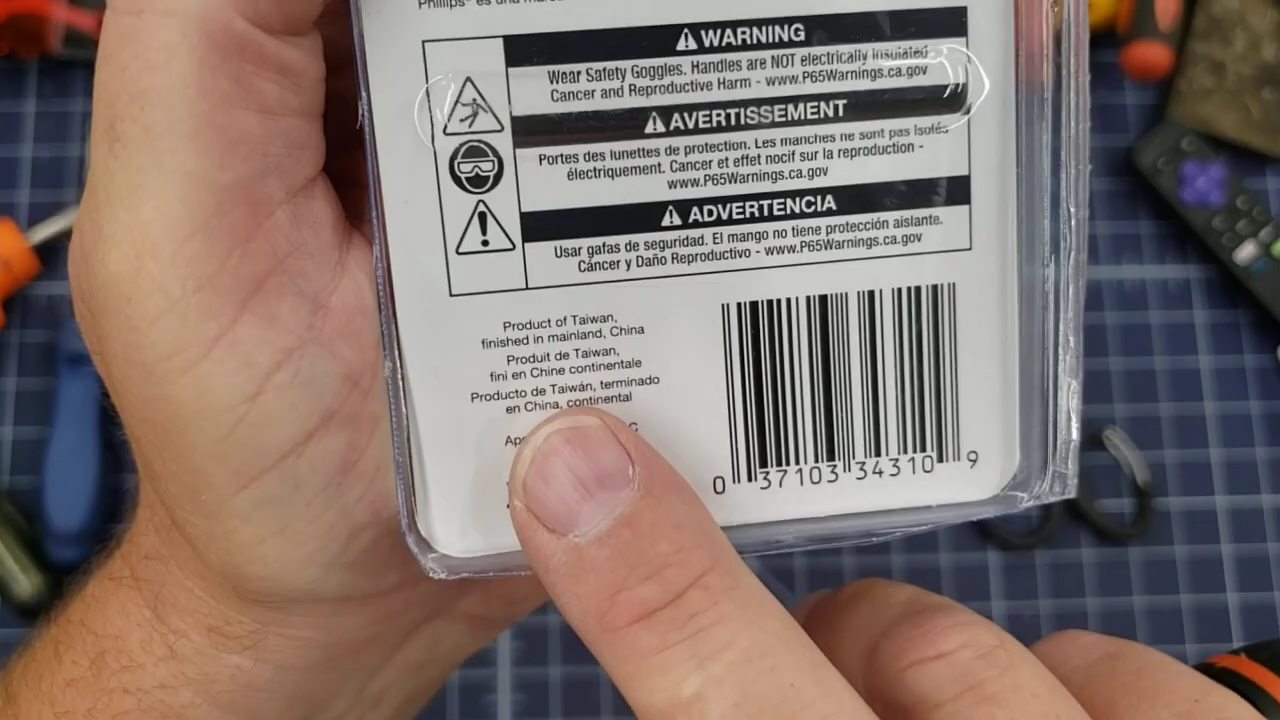 Phillips® es una
WARNING
Wear Safety Goggles. Handles are NOT electrically insulated
Cancer and Reproductive Harm - www.P65Warnings.ca.gov
AVERTISSEMENT
Portes des lunettes de protection. Les manches ne sont pas Isolés
électriquement. Cancer et effet nocif sur la reproduction -
www.P65Warnings.ca.gov
ADVERTENCIA
Usar gafas de seguridad. El mango no tiene protección aislante.
Cáncer y Daño Reproductivo - www.P65Warnings.ca.gov
Product of Taiwan,
finished in mainland, China
Produit de Taiwan,
fini en Chine continentale
Producto de Taiwán, terminado
en China, continental
0 37103 34310 9